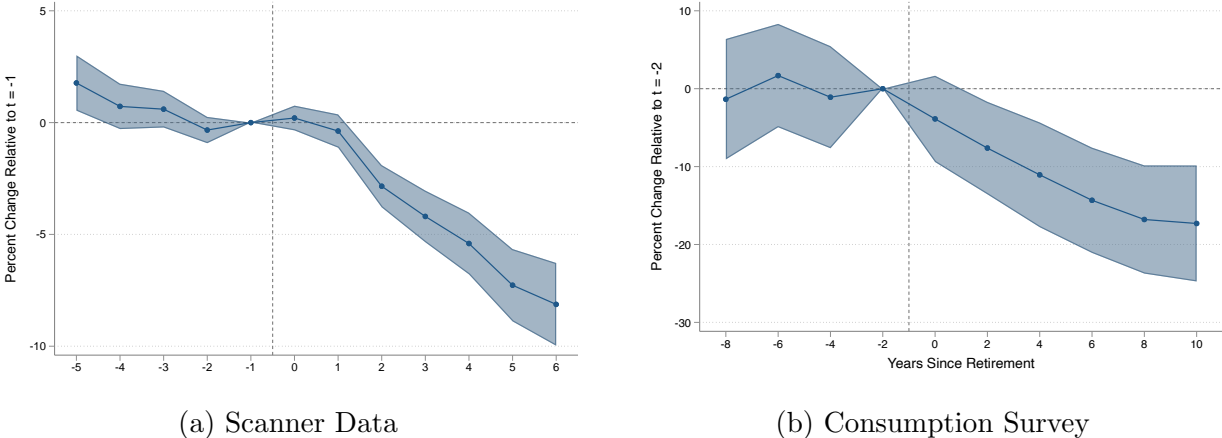 Percent Change Relative to t = -1
5
0
-5
-10
-5 -4 -3 -2 -1 0 1 2 3 4 5 6
(a) Scanner Data
Percent Change Relative to t = -2
10
0
-10
-20
-30
-8 -6 -4 -2 0 2 4 6 8 10
Years Since Retirement
(b) Consumption Survey